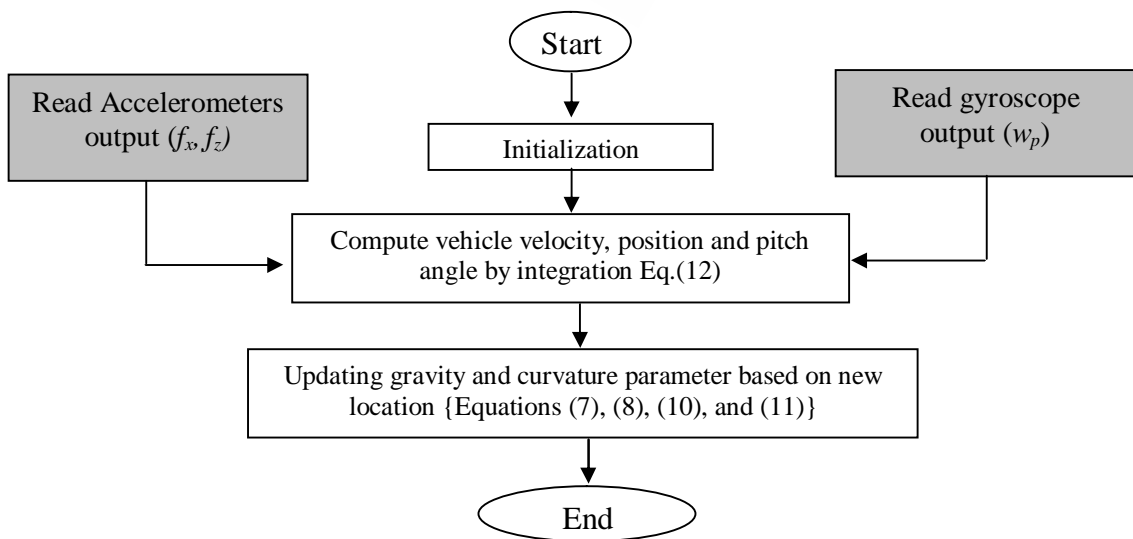 Start
Read Accelerometers
output (fx, fz)
Read gyroscope
output (wp)
Initialization
Compute vehicle velocity, position and pitch
angle by integration Eq.(12)
Updating gravity and curvature parameter based on new
location {Equations (7), (8), (10), and (11)}
End